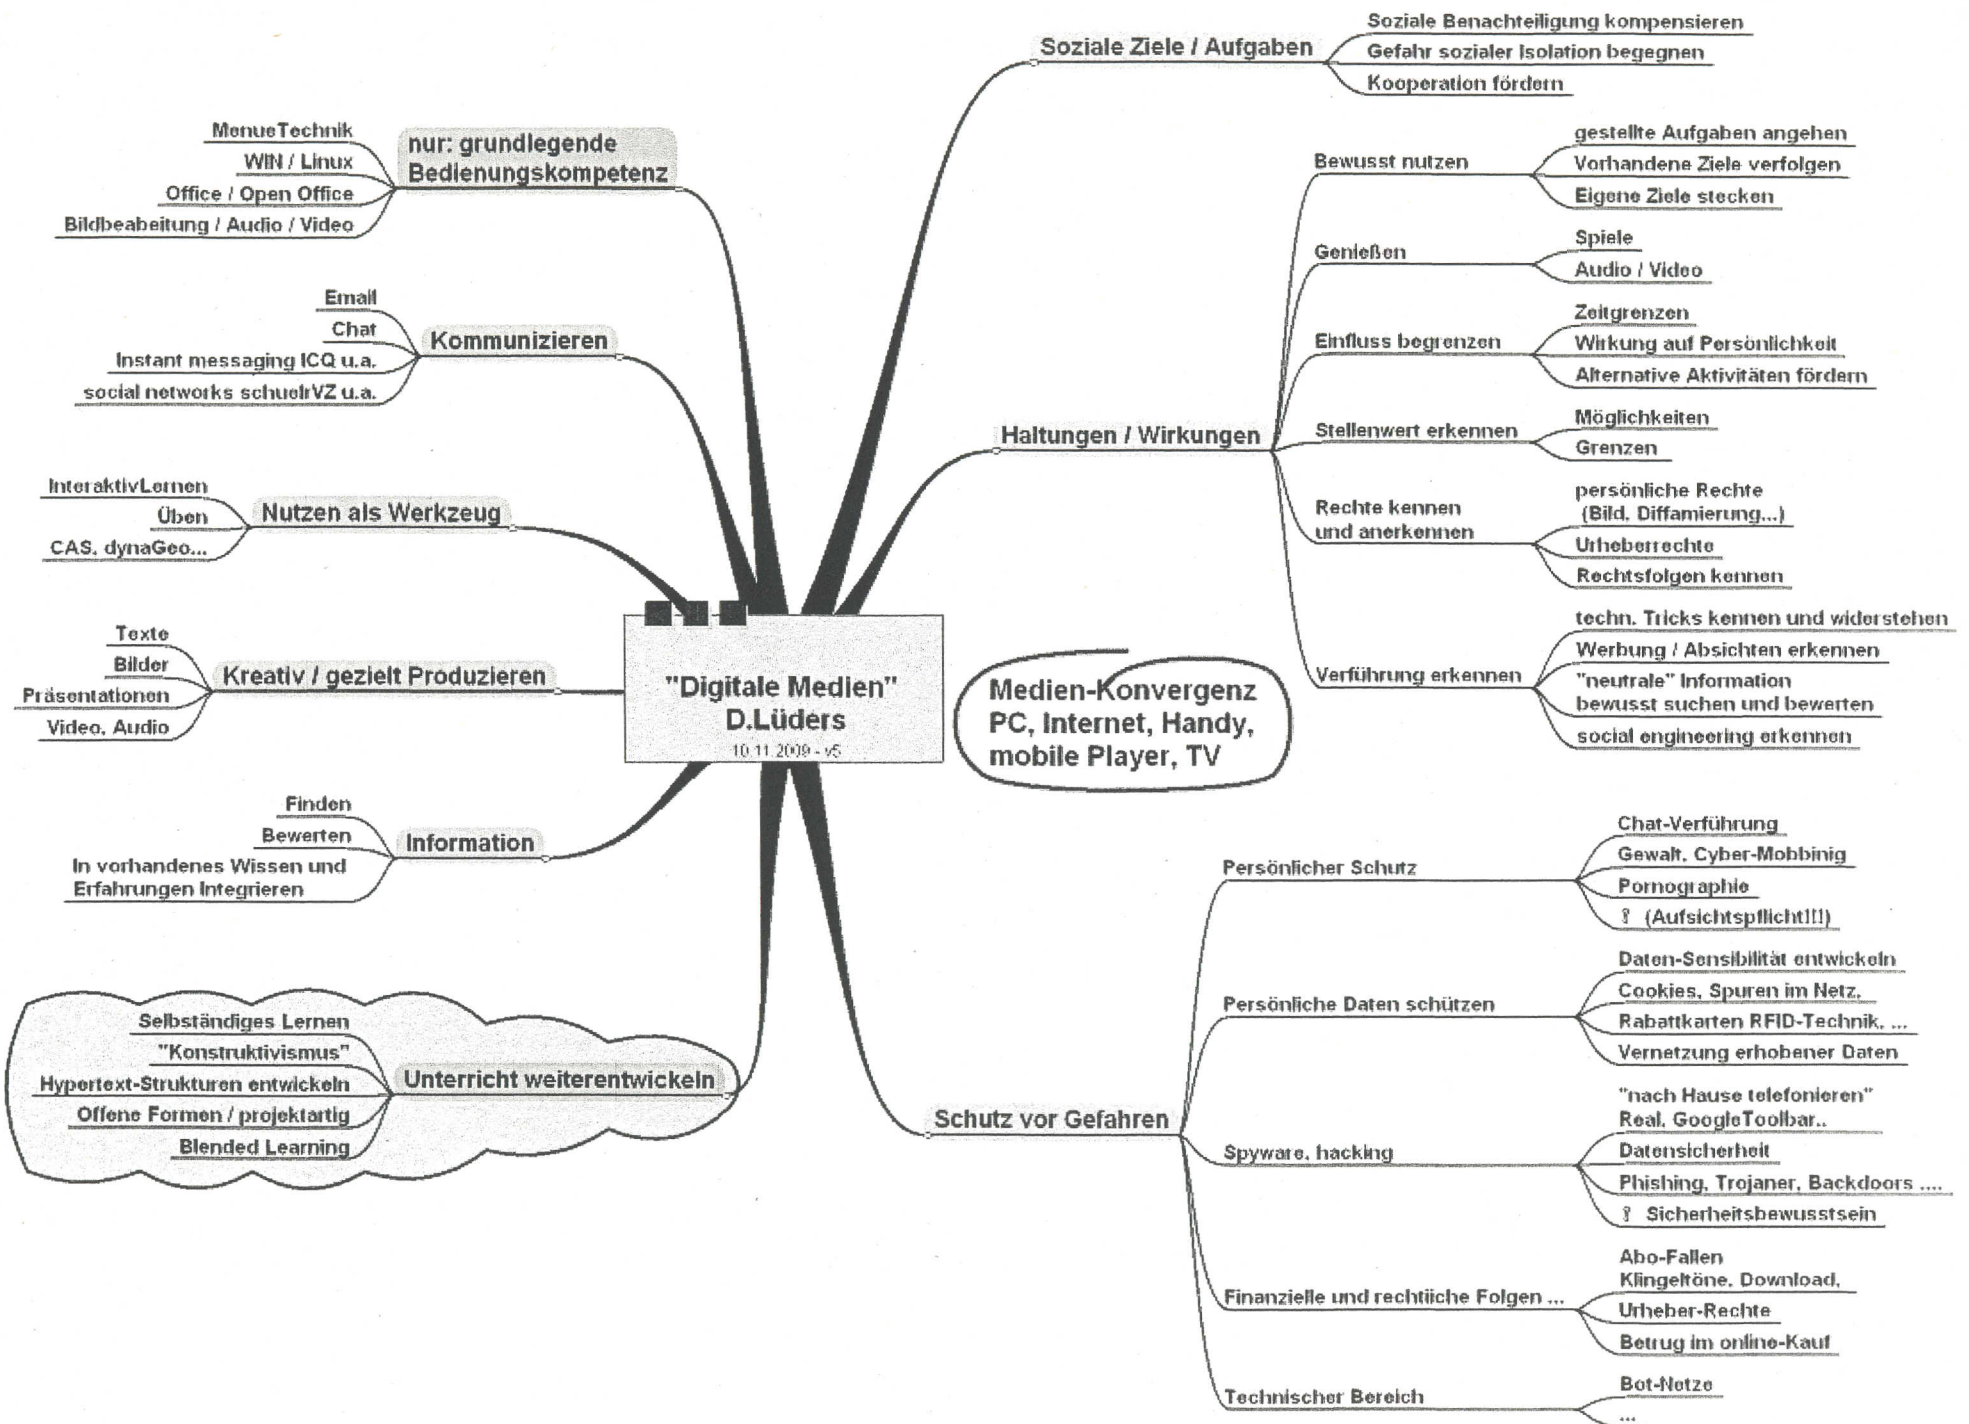 "Digitale Medien"
D.Lüders
10.11.2009 - v5
Medien-Konvergenz
PC, Internet, Handy,
mobile Player, TV
nur: grundlegende
Bedienungskompetenz
MenueTechnik
WIN / Linux
Office / Open Office
Bildbeabeitung / Audio / Video
Kommunizieren
Email
Chat
Instant messaging ICQ u.a.
social networks schuelrVZ u.a.
Nutzen als Werkzeug
InteraktivLernen
Üben
CAS, dynaGeo...
Kreativ / gezielt Produzieren
Texte
Bilder
Präsentationen
Video, Audio
Information
Finden
Bewerten
In vorhandenes Wissen und
Erfahrungen Integrieren
Unterricht weiterentwickeln
Selbständiges Lernen
"Konstruktivismus"
Hypertext-Strukturen entwickeln
Offene Formen / projektartig
Blended Learning
Soziale Ziele / Aufgaben
Soziale Benachteiligung kompensieren
Gefahr sozialer Isolation begegnen
Kooperation fördern
Haltungen / Wirkungen
Bewusst nutzen
gestellte Aufgaben angehen
Vorhandene Ziele verfolgen
Eigene Ziele stecken
Genießen
Spiele
Audio / Video
Einfluss begrenzen
Zeitgrenzen
Wirkung auf Persönlichkeit
Alternative Aktivitäten fördern
Stellenwert erkennen
Möglichkeiten
Grenzen
Rechte kennen
und anerkennen
persönliche Rechte
(Bild, Diffamierung...)
Urheberrechte
Rechtsfolgen kennen
Verführung erkennen
techn. Tricks kennen und widerstehen
Werbung / Absichten erkennen
"neutrale" Information
bewusst suchen und bewerten
social engineering erkennen
Schutz vor Gefahren
Persönlicher Schutz
Chat-Verführung
Gewalt, Cyber-Mobbinig
Pornographie
(Aufsichtspflicht!!!)
Persönliche Daten schützen
Daten-Sensibilität entwickeln
Cookies, Spuren im Netz,
Rabattkarten RFID-Technik, ...
Vernetzung erhobener Daten
Spyware, hacking
"nach Hause telefonieren"
Real, GoogleToolbar..
Datensicherheit
Phishing, Trojaner, Backdoors ....
Sicherheitsbewusstsein
Finanzielle und rechtliche Folgen ...
Abo-Fallen
Klingeltöne, Download,
Urheber-Rechte
Betrug im online-Kauf
Technischer Bereich
Bot-Netze
...